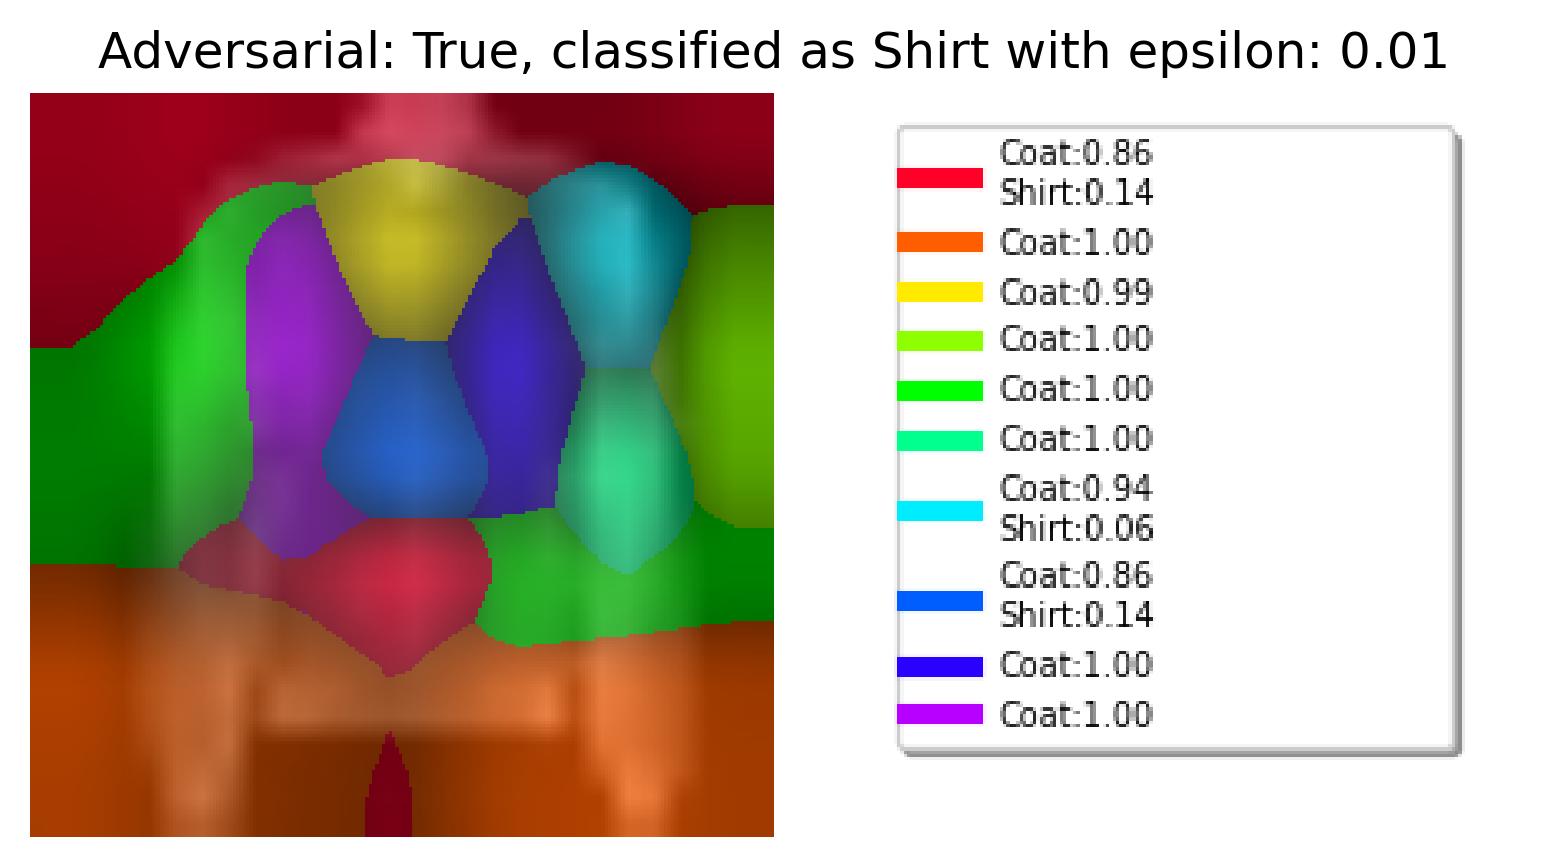 Adversarial: True, classified as Shirt with epsilon: 0.01
Coat:0.86
Shirt:0.14
Coat:1.00
Coat:0.99
Coat:1.00
Coat:1.00
Coat:1.00
Coat:0.94
Shirt:0.06
Coat:0.86
Shirt:0.14
Coat:1.00
Coat:1.00